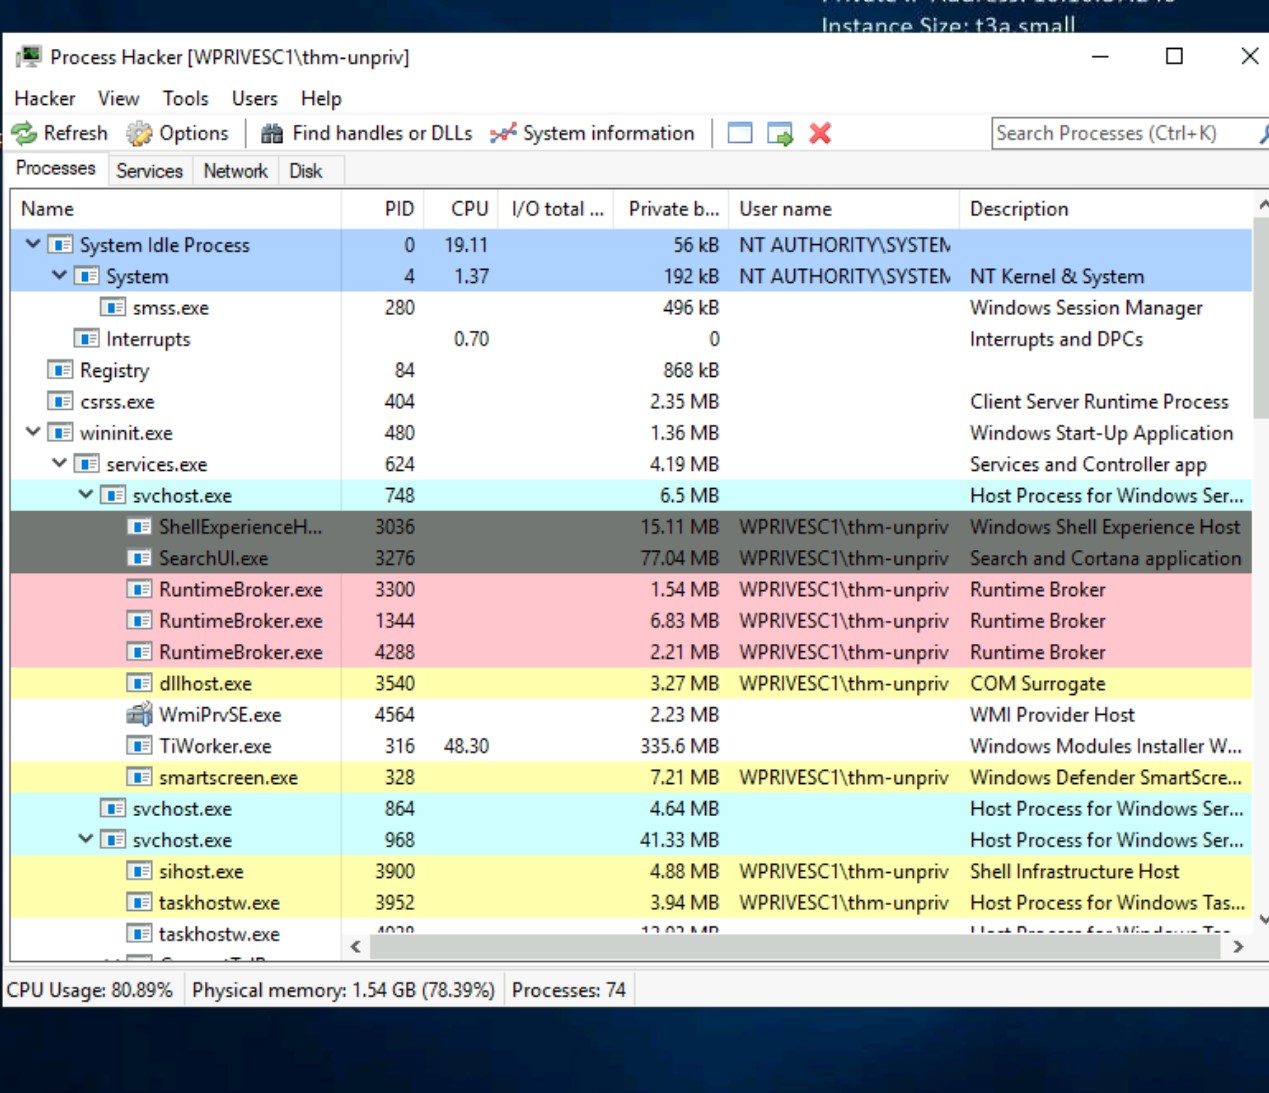 Instance Size: t3a.small
Process Hacker [WPRIVESC1\thm-unpriv]
Hacker View Tools Users Help
Refresh Options Find handles or DLLs System information Search Processes (Ctrl+K)
Processes Services Network Disk
Name PID CPU I/O total ... Private b... User name Description
System Idle Process 0 19.11 56 kB NT AUTHORITY\SYSTEM
System 4 1.37 192 kB NT AUTHORITY\SYSTEM NT Kernel & System
smss.exe 280 496 kB Windows Session Manager
Interrupts 0.70 0 Interrupts and DPCs
Registry 84 868 kB
csrss.exe 404 2.35 MB Client Server Runtime Process
wininit.exe 480 1.36 MB Windows Start-Up Application
services.exe 624 4.19 MB Services and Controller app
svchost.exe 748 6.5 MB Host Process for Windows Ser...
ShellExperienceH... 3036 15.11 MB WPRIVESC1\thm-unpriv Windows Shell Experience Host
SearchUI.exe 3276 77.04 MB WPRIVESC1\thm-unpriv Search and Cortana application
RuntimeBroker.exe 3300 1.54 MB WPRIVESC1\thm-unpriv Runtime Broker
RuntimeBroker.exe 1344 6.83 MB WPRIVESC1\thm-unpriv Runtime Broker
RuntimeBroker.exe 4288 2.21 MB WPRIVESC1\thm-unpriv Runtime Broker
dllhost.exe 3540 3.27 MB WPRIVESC1\thm-unpriv COM Surrogate
WmiPrvSE.exe 4564 2.23 MB WMI Provider Host
TiWorker.exe 316 48.30 335.6 MB Windows Modules Installer W...
smartscreen.exe 328 7.21 MB WPRIVESC1\thm-unpriv Windows Defender SmartScre...
svchost.exe 864 4.64 MB Host Process for Windows Ser...
svchost.exe 968 41.33 MB Host Process for Windows Ser...
sihost.exe 3900 4.88 MB WPRIVESC1\thm-unpriv Shell Infrastructure Host
taskhostw.exe 3952 3.94 MB WPRIVESC1\thm-unpriv Host Process for Windows Tas...
taskhostw.exe
CPU Usage: 80.89% Physical memory: 1.54 GB (78.39%) Processes: 74